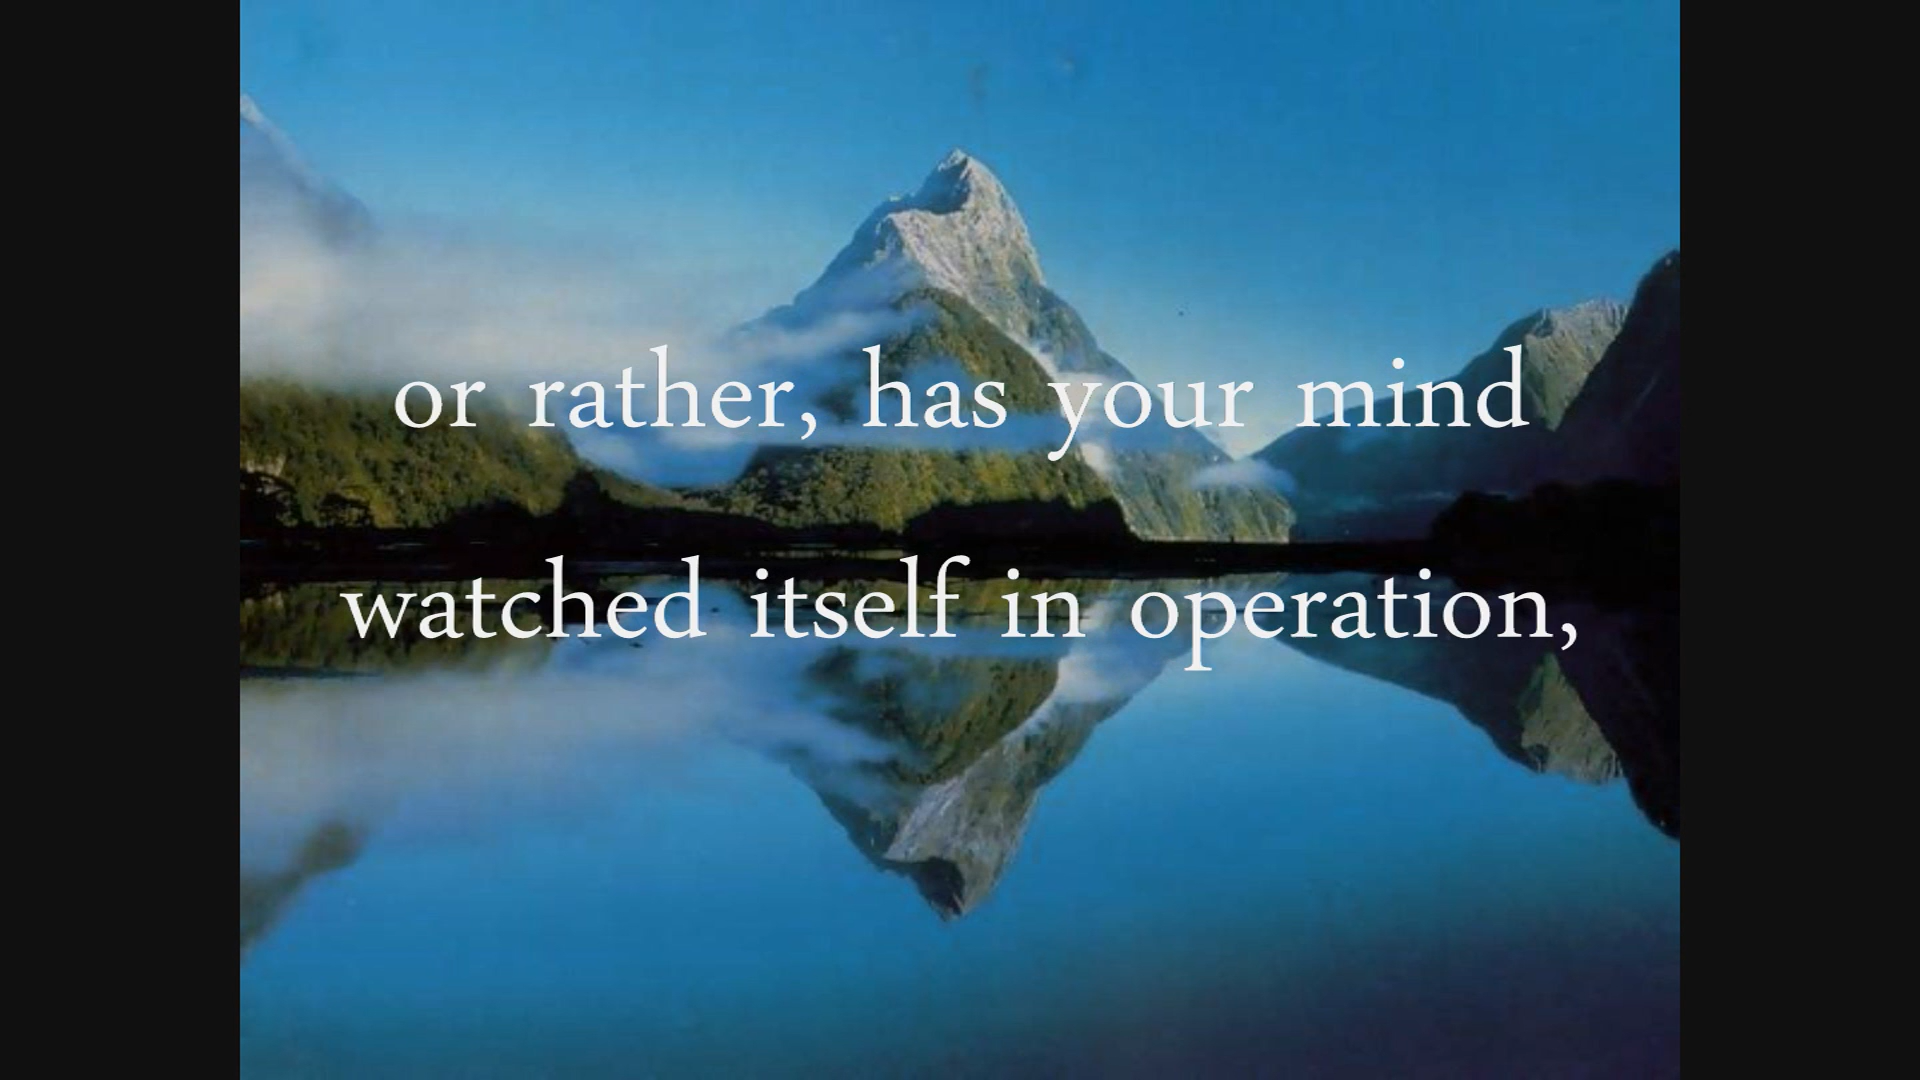 or rather, has your mind
watched itself in operation,